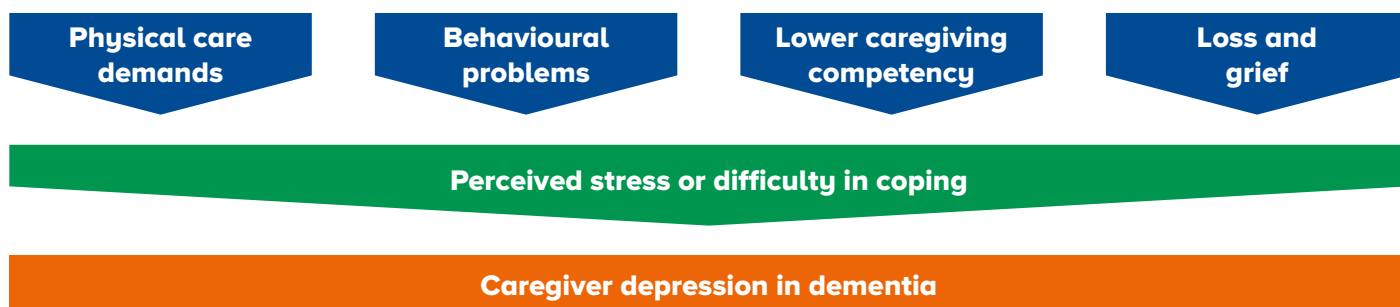 Physical care
demands
Behavioural
problems
Lower caregiving
competency
Loss and
grief
Perceived stress or difficulty in coping
Caregiver depression in dementia